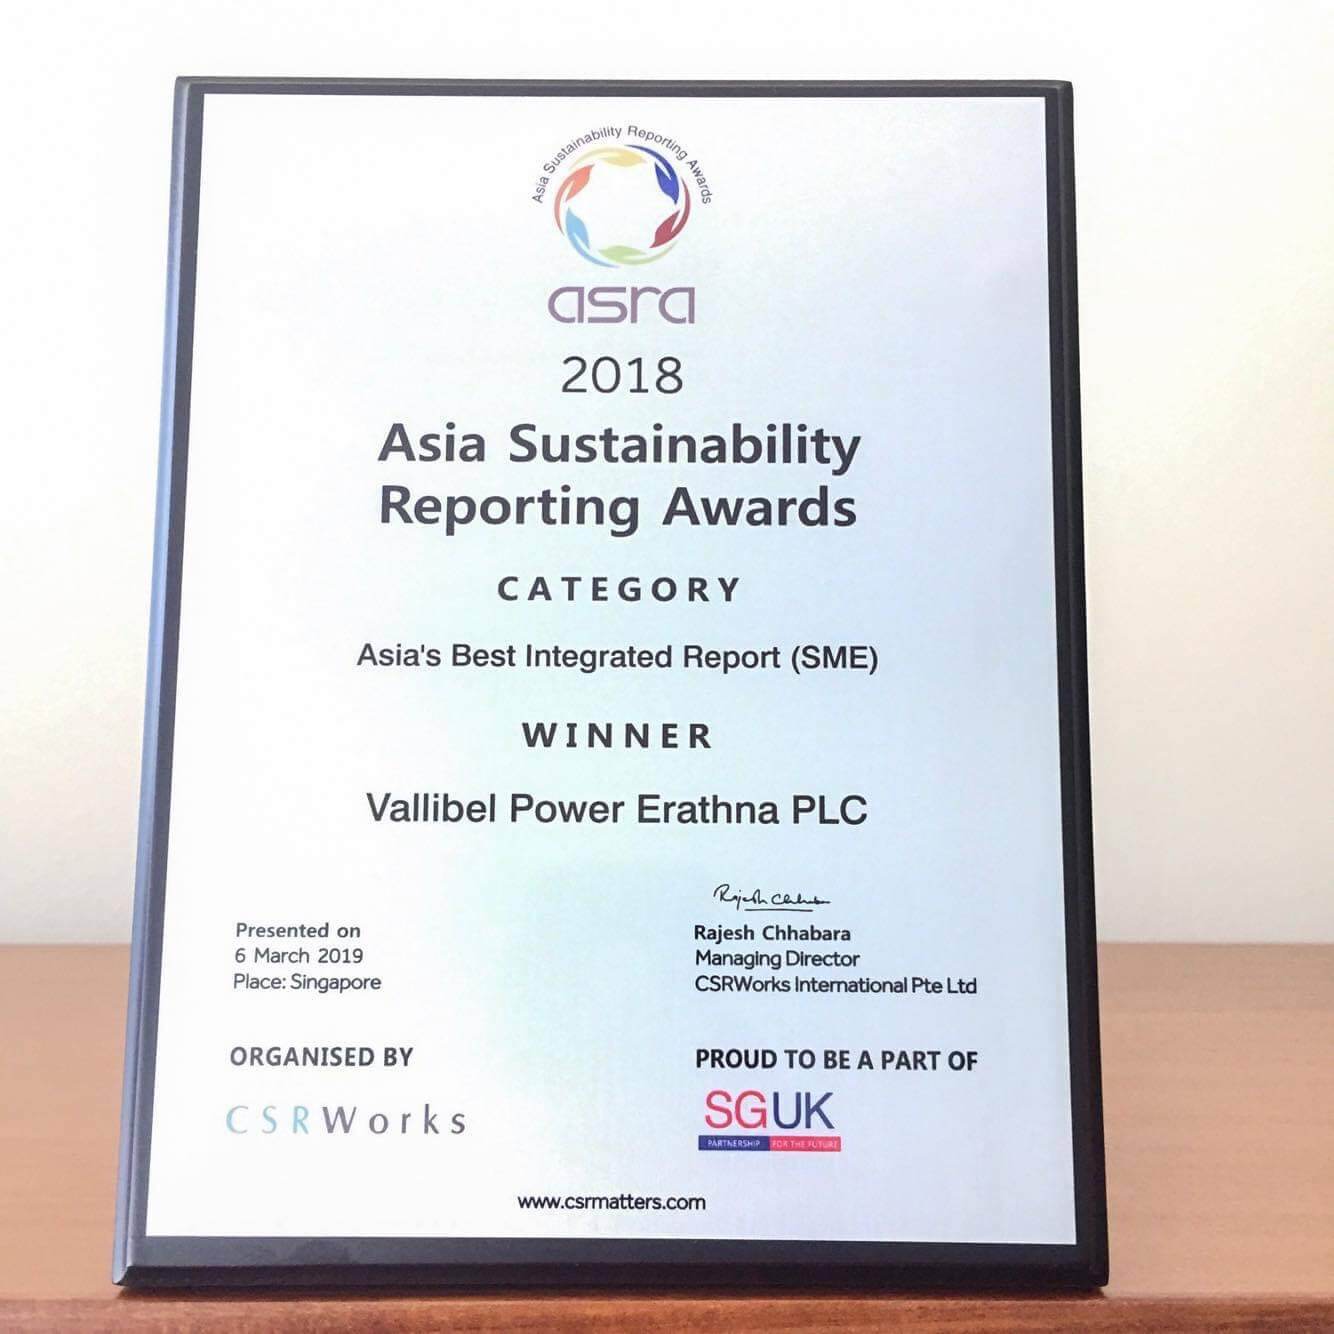 Asia Sustainability Reporting Awards
asra
2018
Asia Sustainability
Reporting Awards
CATEGORY
Asia's Best Integrated Report (SME)
WINNER
Vallibel Power Erathna PLC
Presented on
6 March 2019
Place: Singapore
Rajesh Chhabara
Managing Director
CSRWorks International Pte Ltd
ORGANISED BY
CSRWorks
PROUD TO BE A PART OF
SGUK
PARTNERSHIP FOR THE FUTURE
www.csrmatters.com